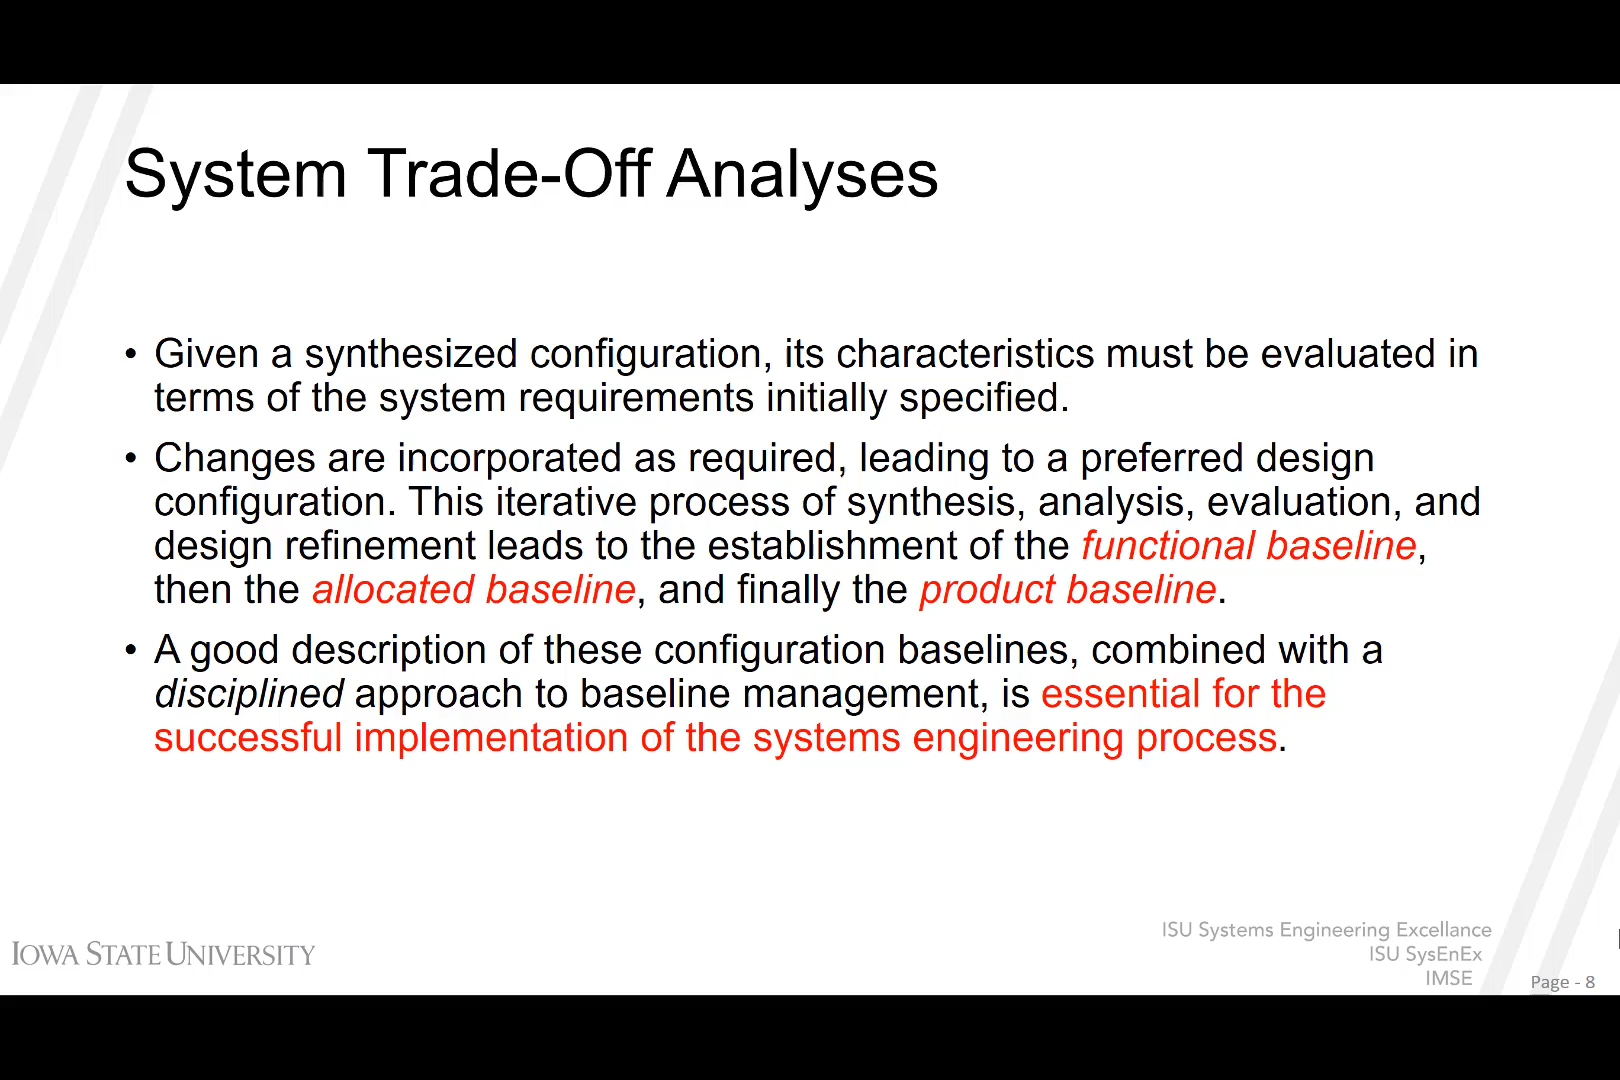 System Trade-Off Analyses
• Given a synthesized configuration, its characteristics must be evaluated in
terms of the system requirements initially specified.
• Changes are incorporated as required, leading to a preferred design
configuration. This iterative process of synthesis, analysis, evaluation, and
design refinement leads to the establishment of the functional baseline,
then the allocated baseline, and finally the product baseline.
• A good description of these configuration baselines, combined with a
disciplined approach to baseline management, is essential for the
successful implementation of the systems engineering process.
IOWA STATE UNIVERSITY
ISU Systems Engineering Excellance
ISU SysEnEx
IMSE
Page - 8